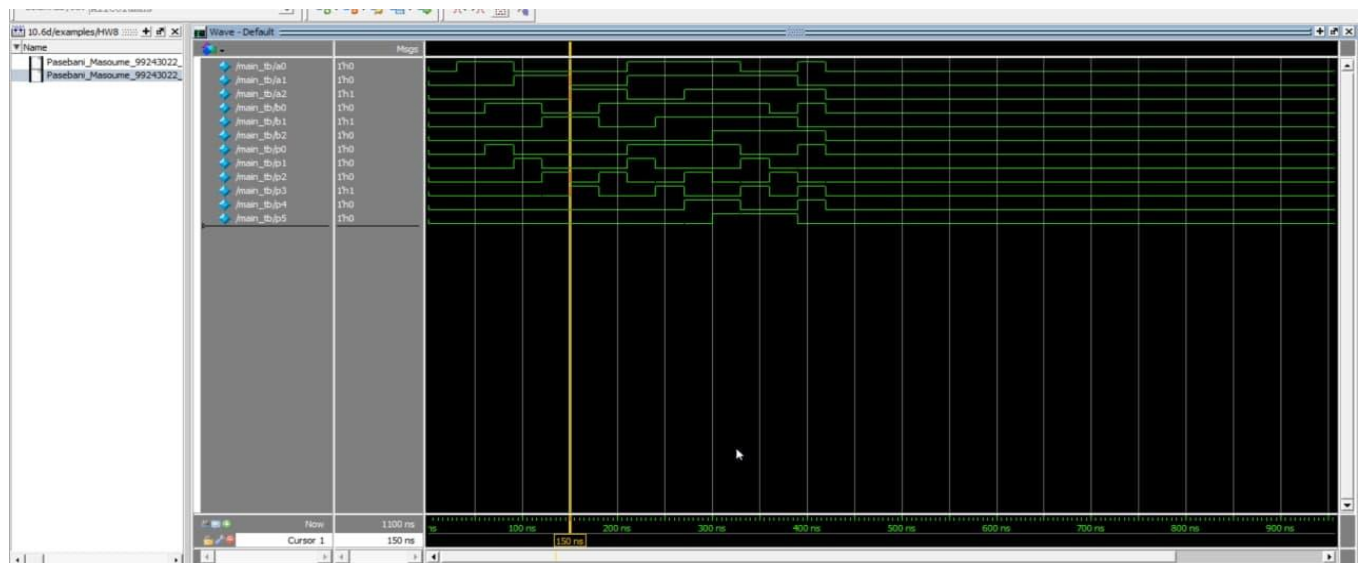 10.6d/examples/HW8
Wave - Default
Name
Msgs
Pasebani_Masoume_99243022_
Pasebani_Masoume_99243022_
/main_tb/a0 1'h0
/main_tb/a1 1'h0
/main_tb/a2 1'h1
/main_tb/b0 1'h0
/main_tb/b1 1'h1
/main_tb/b2 1'h0
/main_tb/p0 1'h0
/main_tb/p1 1'h0
/main_tb/p2 1'h0
/main_tb/p3 1'h1
/main_tb/p4 1'h0
/main_tb/p5 1'h0
Now 1100 ns
ns 100 ns 200 ns 300 ns 400 ns 500 ns 600 ns 700 ns 800 ns 900 ns
Cursor 1 150 ns
150 ns